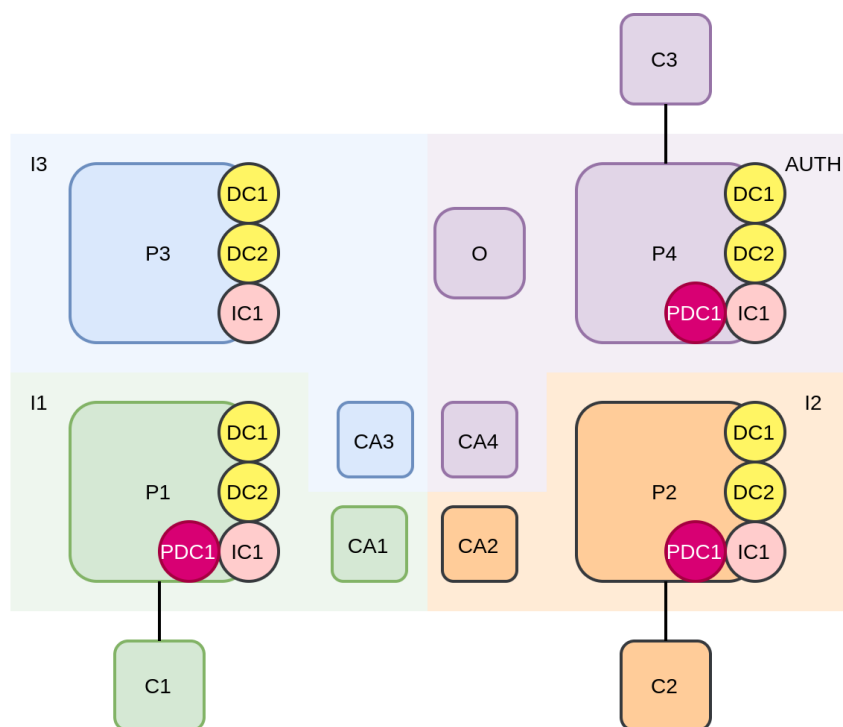 C3
I3
AUTH
P3
DC1
DC2
IC1
O
P4
DC1
DC2
PDC1
IC1
I1
I2
P1
DC1
DC2
PDC1
IC1
CA3
CA4
CA1
CA2
P2
DC1
DC2
PDC1
IC1
C1
C2